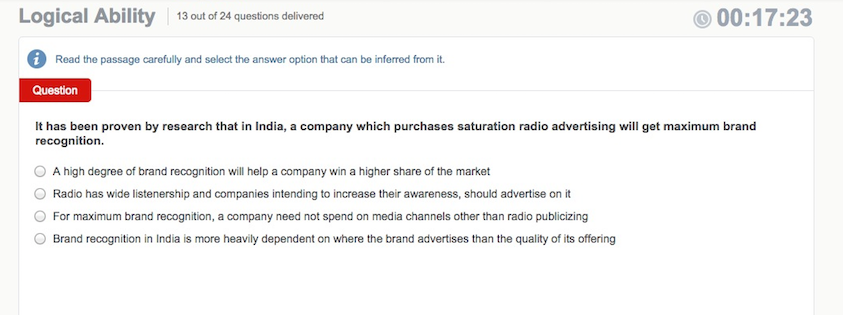 Logical Ability 13 out of 24 questions delivered 00:17:23
Read the passage carefully and select the answer option that can be inferred from it.
Question
It has been proven by research that in India, a company which purchases saturation radio advertising will get maximum brand
recognition.
A high degree of brand recognition will help a company win a higher share of the market
Radio has wide listenership and companies intending to increase their awareness, should advertise on it
For maximum brand recognition, a company need not spend on media channels other than radio publicizing
Brand recognition in India is more heavily dependent on where the brand advertises than the quality of its offering